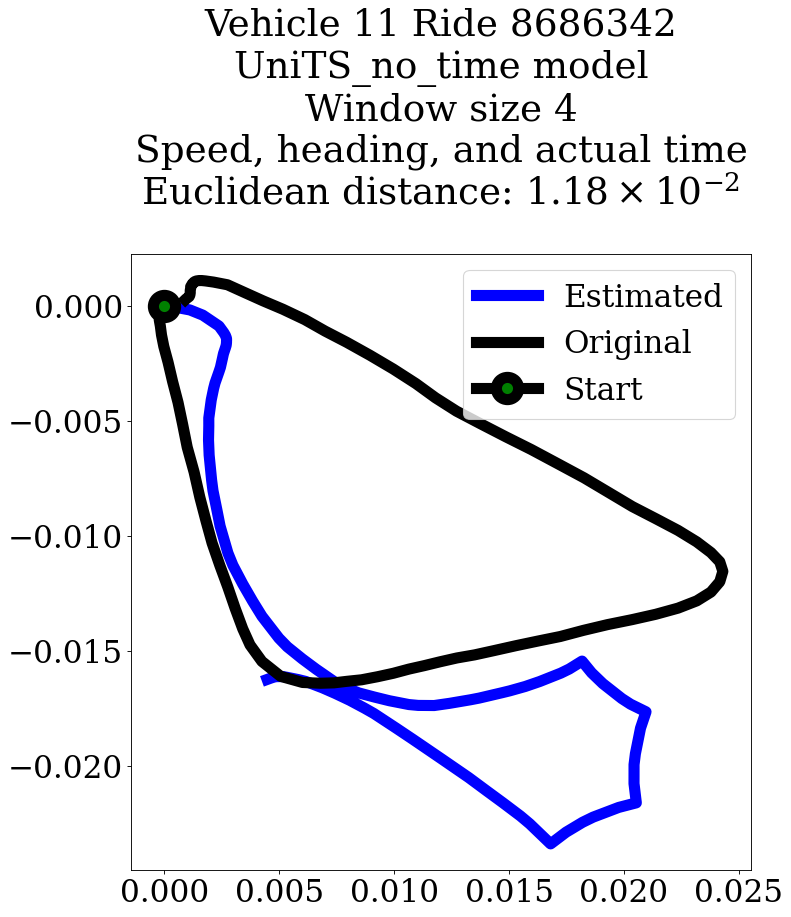 Vehicle 11 Ride 8686342
UniTS_no_time model
Window size 4
Speed, heading, and actual time
Euclidean distance: 1.18 × 10⁻²
Estimated
Original
Start
0.000
−0.005
−0.010
−0.015
−0.020
0.000 0.005 0.010 0.015 0.020 0.025